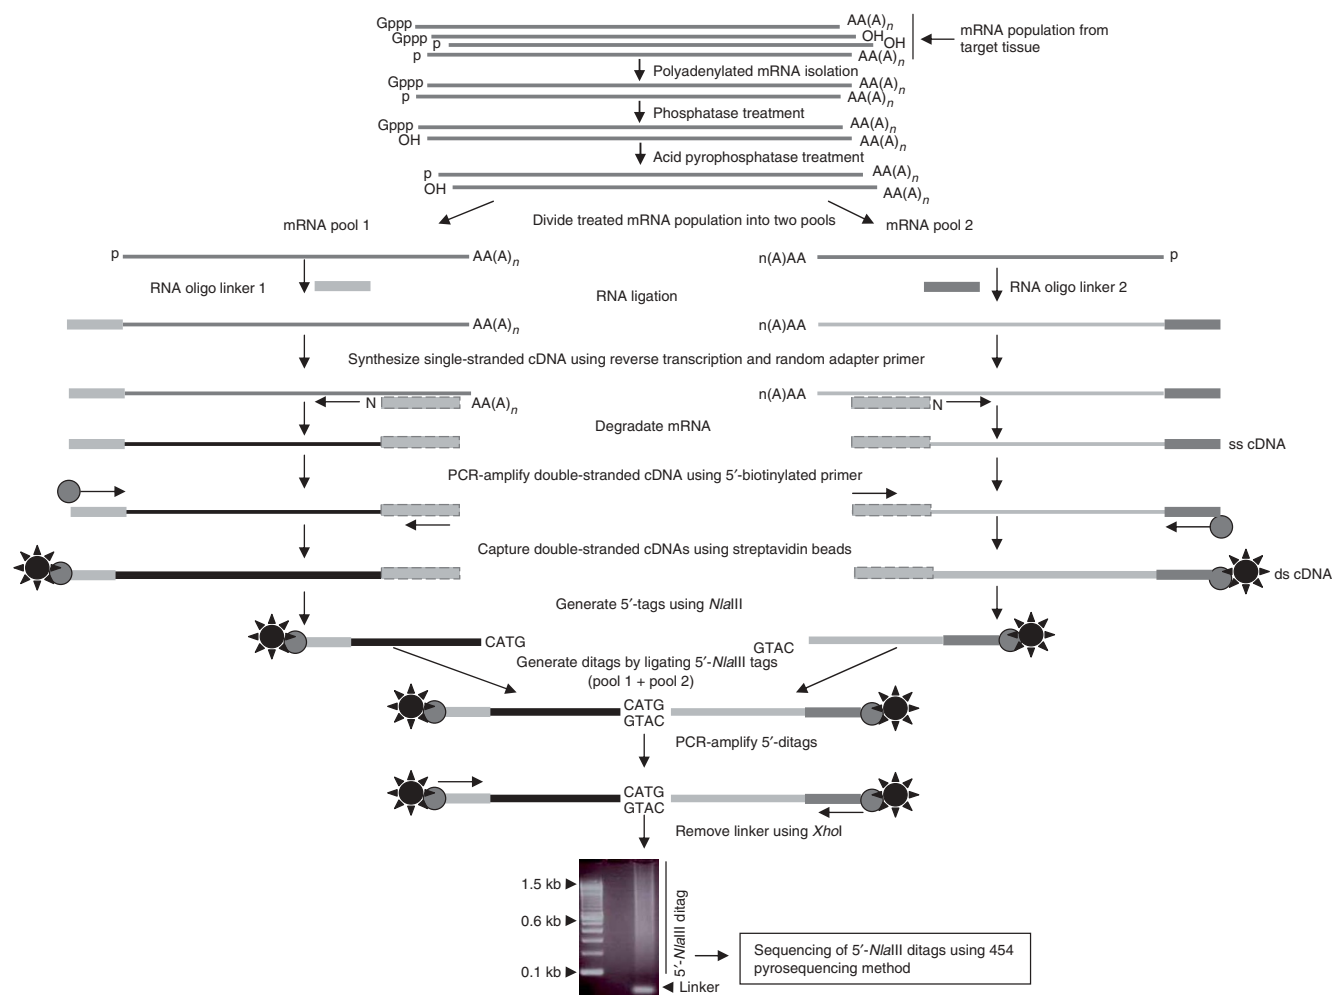 Gppp AA(A)n
Gppp OH
p OH
p AA(A)n
mRNA population from
target tissue
Polyadenylated mRNA isolation
Gppp AA(A)n
p AA(A)n
Phosphatase treatment
Gppp AA(A)n
OH AA(A)n
Acid pyrophosphatase treatment
p AA(A)n
OH AA(A)n
Divide treated mRNA population into two pools
mRNA pool 1
mRNA pool 2
p AA(A)n
n(A)AA p
RNA oligo linker 1
RNA oligo linker 2
RNA ligation
AA(A)n
n(A)AA
Synthesize single-stranded cDNA using reverse transcription and random adapter primer
N AA(A)n
n(A)AA
N
Degradate mRNA
ss cDNA
PCR-amplify double-stranded cDNA using 5′-biotinylated primer
Capture double-stranded cDNAs using streptavidin beads
ds cDNA
Generate 5′-tags using NlaIII
CATG
GTAC
Generate ditags by ligating 5′-NlaIII tags
(pool 1 + pool 2)
CATG
GTAC
PCR-amplify 5′-ditags
CATG
GTAC
Remove linker using XhoI
1.5 kb
0.6 kb
0.1 kb
5′-NlaIII ditag
Linker
Sequencing of 5′-NlaIII ditags using 454
pyrosequencing method